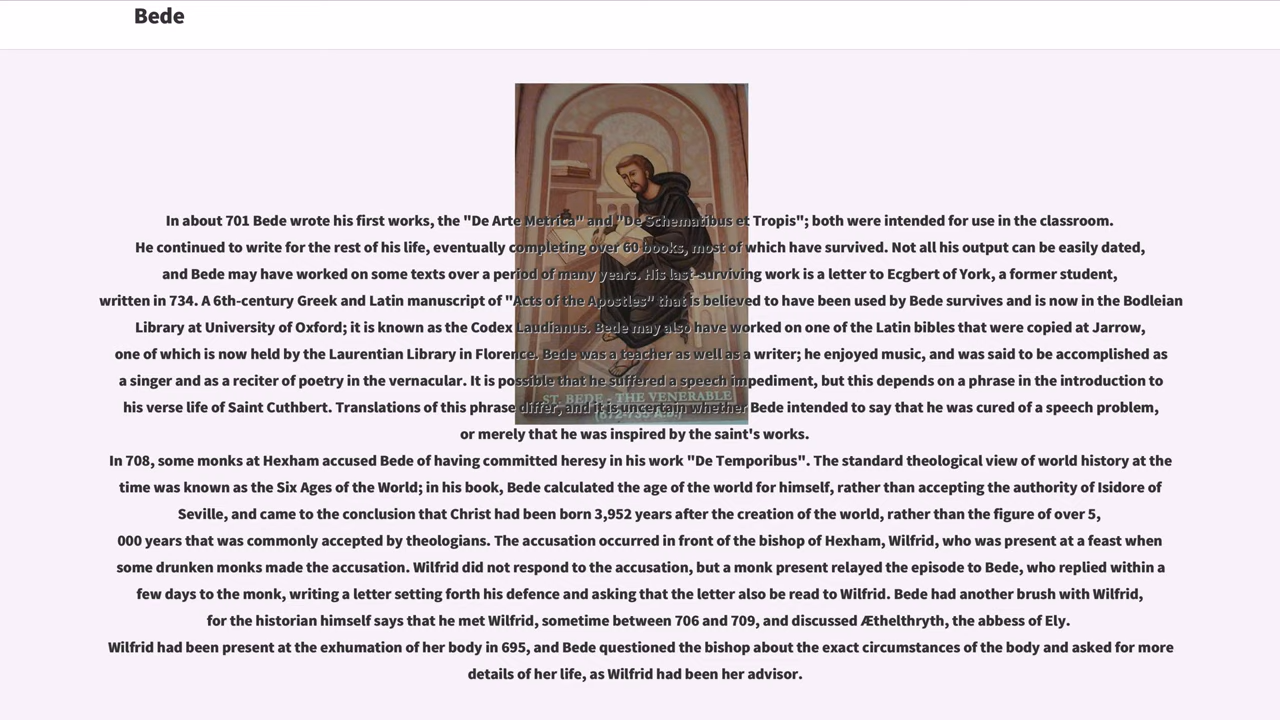 Bede
In about 701 Bede wrote his first works, the "De Arte Metrica" and "De Schematibus et Tropis"; both were intended for use in the classroom.
He continued to write for the rest of his life, eventually completing over 60 books, most of which have survived. Not all his output can be easily dated,
and Bede may have worked on some texts over a period of many years. His last-surviving work is a letter to Ecgbert of York, a former student,
written in 734. A 6th-century Greek and Latin manuscript of "Acts of the Apostles" that is believed to have been used by Bede survives and is now in the Bodleian
Library at University of Oxford; it is known as the Codex Laudianus. Bede may also have worked on one of the Latin bibles that were copied at Jarrow,
one of which is now held by the Laurentian Library in Florence. Bede was a teacher as well as a writer; he enjoyed music, and was said to be accomplished as
a singer and as a reciter of poetry in the vernacular. It is possible that he suffered a speech impediment, but this depends on a phrase in the introduction to
ST. BEDE - THE VENERABLE
his verse life of Saint Cuthbert. Translations of this phrase differ, and it is uncertain whether Bede intended to say that he was cured of a speech problem,
(672-735 A.D.)
or merely that he was inspired by the saint's works.
In 708, some monks at Hexham accused Bede of having committed heresy in his work "De Temporibus". The standard theological view of world history at the
time was known as the Six Ages of the World; in his book, Bede calculated the age of the world for himself, rather than accepting the authority of Isidore of
Seville, and came to the conclusion that Christ had been born 3,952 years after the creation of the world, rather than the figure of over 5,
000 years that was commonly accepted by theologians. The accusation occurred in front of the bishop of Hexham, Wilfrid, who was present at a feast when
some drunken monks made the accusation. Wilfrid did not respond to the accusation, but a monk present relayed the episode to Bede, who replied within a
few days to the monk, writing a letter setting forth his defence and asking that the letter also be read to Wilfrid. Bede had another brush with Wilfrid,
for the historian himself says that he met Wilfrid, sometime between 706 and 709, and discussed Æthelthryth, the abbess of Ely.
Wilfrid had been present at the exhumation of her body in 695, and Bede questioned the bishop about the exact circumstances of the body and asked for more
details of her life, as Wilfrid had been her advisor.